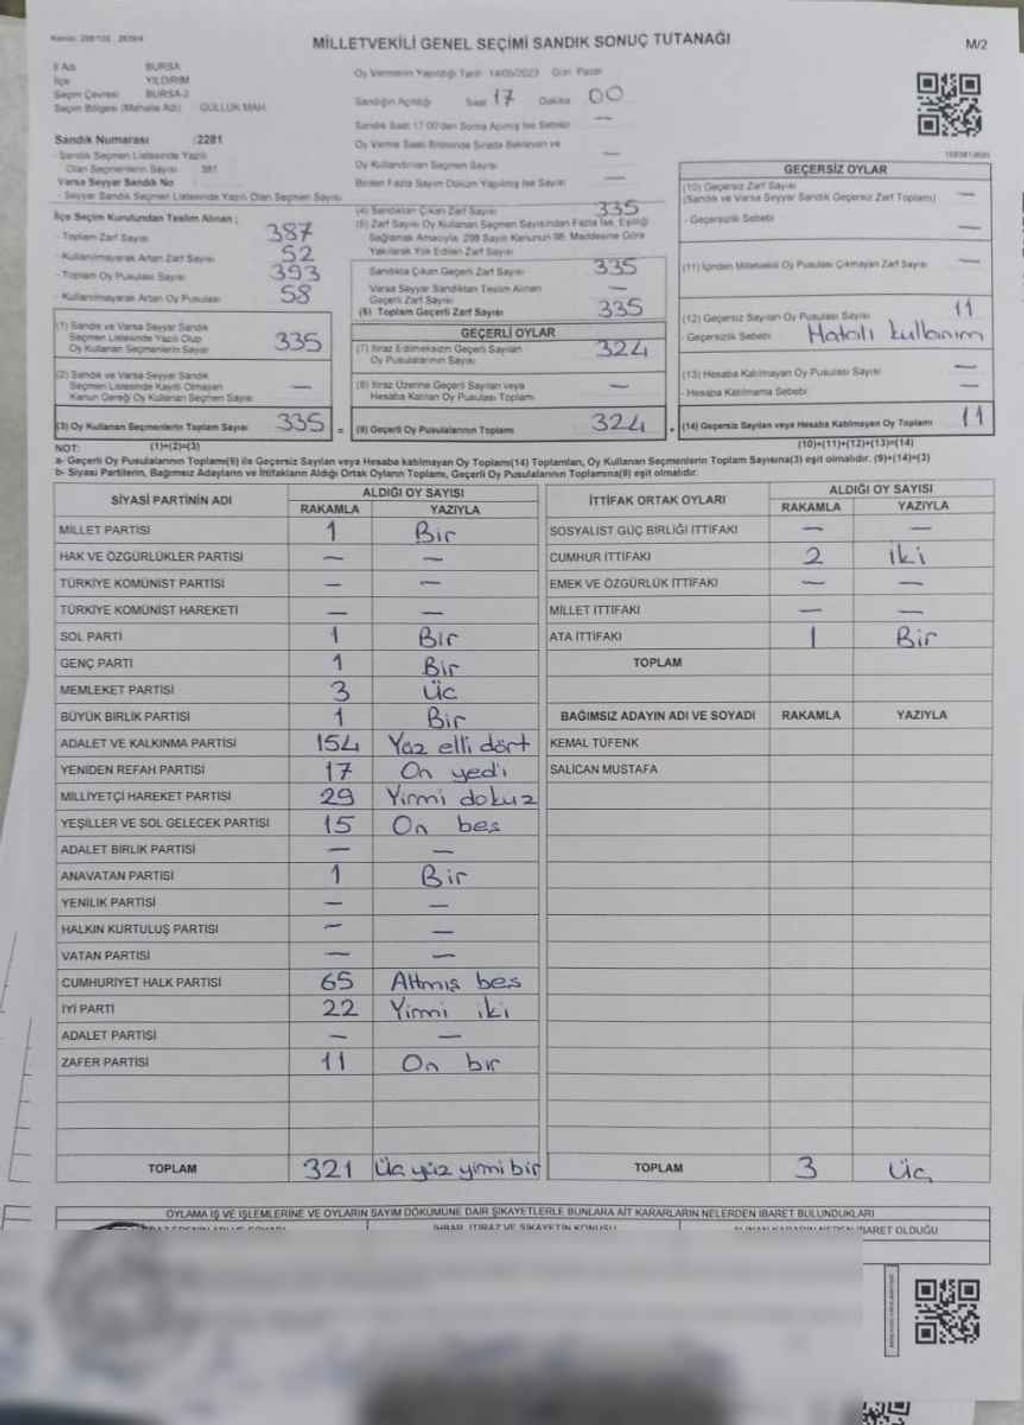 MİLLETVEKİLİ GENEL SEÇİMİ SANDIK SONUÇ TUTANAĞI
M/2
İl Adı BURSA
İlçe YILDIRIM
Seçim Çevresi BURSA-2
Seçim Bölgesi (Mahalle Adı) GÜLLÜK MAH.
Oy Vermenin Yapıldığı Tarih 14/05/2023 Gün Pazar
Sandığın Açıldığı Saat 17 Dakika 00
Sandık Saat 17:00'den Sonra Açılmış İse Sebebi —
Sandık Numarası :2281
Sandık Seçmen Listesinde Yazılı
Olan Seçmenlerin Sayısı 381
Varsa Seyyar Sandık No
- Seyyar Sandık Seçmen Listesinde Yazılı Olan Seçmen Sayısı
Oy Verme Saati Bitiminde Sırada Bekleyen ve
Oy Kullandırılan Seçmen Sayısı —
Birden Fazla Sayım Döküm Yapılmış İse Sayısı —
İlçe Seçim Kurulundan Teslim Alınan ;
- Toplam Zarf Sayısı 387
- Kullanılmayarak Artan Zarf Sayısı 52
- Toplam Oy Pusulası Sayısı 393
- Kullanılmayarak Artan Oy Pusulası 58
(1) Sandık ve Varsa Seyyar Sandık
Seçmen Listesinde Yazılı Olup
Oy Kullanan Seçmenlerin Sayısı 335
(2) Sandık ve Varsa Seyyar Sandık
Seçmen Listesinde Kayıtlı Olmayan
Kanun Gereği Oy Kullanan Seçmen Sayısı —
(3) Oy Kullanan Seçmenlerin Toplam Sayısı 335 =
(4) Sandıktan Çıkan Zarf Sayısı 335
(5) Zarf Sayısı Oy Kullanan Seçmen Sayısından Fazla İse, Eşitliği
Sağlamak Amacıyla, 298 Sayılı Kanunun 98. Maddesine Göre
Yakılarak Yok Edilen Zarf Sayısı
Sandıkta Çıkan Geçerli Zarf Sayısı 335
Varsa Seyyar Sandıktan Teslim Alınan
Geçerli Zarf Sayısı —
(6) Toplam Geçerli Zarf Sayısı 335
GEÇERLİ OYLAR
(7) İtiraz Edilmeksizin Geçerli Sayılan
Oy Pusulalarının Sayısı 324
(8) İtiraz Üzerine Geçerli Sayılan veya
Hesaba Katılan Oy Pusulası Toplamı —
(9) Geçerli Oy Pusulalarının Toplamı 324 +
GEÇERSİZ OYLAR
(10) Geçersiz Zarf Sayısı
(Sandık ve Varsa Seyyar Sandık Geçersiz Zarf Toplamı) —
- Geçersizlik Sebebi —
(11) İçinden Milletvekili Oy Pusulası Çıkmayan Zarf Sayısı —
(12) Geçersiz Sayılan Oy Pusulası Sayısı 11
- Geçersizlik Sebebi Hatalı kullanım
(13) Hesaba Katılmayan Oy Pusulası Sayısı —
- Hesaba Katılmama Sebebi —
(14) Geçersiz Sayılan veya Hesaba Katılmayan Oy Toplamı 11
NOT: (1)+(2)=(3) (10)+(11)+(12)+(13)=(14)
a- Geçerli Oy Pusulalarının Toplamı(9) ile Geçersiz Sayılan veya Hesaba katılmayan Oy Toplamı(14) Toplamları, Oy Kullanan Seçmenlerin Toplam Sayısına(3) eşit olmalıdır. (9)+(14)=(3)
b- Siyasi Partilerin, Bağımsız Adayların ve İttifakların Aldığı Ortak Oyların Toplamı, Geçerli Oy Pusulalarının Toplamına(9) eşit olmalıdır.
SİYASİ PARTİNİN ADI ALDIĞI OY SAYISI
RAKAMLA YAZIYLA
MİLLET PARTİSİ 1 Bir
HAK VE ÖZGÜRLÜKLER PARTİSİ — —
TÜRKİYE KOMÜNİST PARTİSİ — —
TÜRKİYE KOMÜNİST HAREKETİ — —
SOL PARTİ 1 Bir
GENÇ PARTİ 1 Bir
MEMLEKET PARTİSİ 3 üc
BÜYÜK BİRLİK PARTİSİ 1 Bir
ADALET VE KALKINMA PARTİSİ 154 Yüz elli dört
YENİDEN REFAH PARTİSİ 17 On yedi
MİLLİYETÇİ HAREKET PARTİSİ 29 Yirmi dokuz
YEŞİLLER VE SOL GELECEK PARTİSİ 15 On bes
ADALET BİRLİK PARTİSİ — —
ANAVATAN PARTİSİ 1 Bir
YENİLİK PARTİSİ — —
HALKIN KURTULUŞ PARTİSİ — —
VATAN PARTİSİ — —
CUMHURİYET HALK PARTİSİ 65 Altmış bes
İYİ PARTİ 22 Yirmi iki
ADALET PARTİSİ — —
ZAFER PARTİSİ 11 On bir
TOPLAM 321 Üç yüz yirmi bir
İTTİFAK ORTAK OYLARI ALDIĞI OY SAYISI
RAKAMLA YAZIYLA
SOSYALİST GÜÇ BİRLİĞİ İTTİFAKI — —
CUMHUR İTTİFAKI 2 iki
EMEK VE ÖZGÜRLÜK İTTİFAKI — —
MİLLET İTTİFAKI — —
ATA İTTİFAKI 1 Bir
TOPLAM
BAĞIMSIZ ADAYIN ADI VE SOYADI RAKAMLA YAZIYLA
KEMAL TÜFENK
SALİCAN MUSTAFA
TOPLAM 3 Üç
OYLAMA İŞ VE İŞLEMLERİNE VE OYLARIN SAYIM DÖKÜMÜNE DAİR ŞİKAYETLERLE BUNLARA AİT KARARLARIN NELERDEN İBARET BULUNDUKLARI
İHBAR, İTİRAZ VE ŞİKAYETİN KONUSU
ALINAN KARARIN NEDEN İBARET OLDUĞU